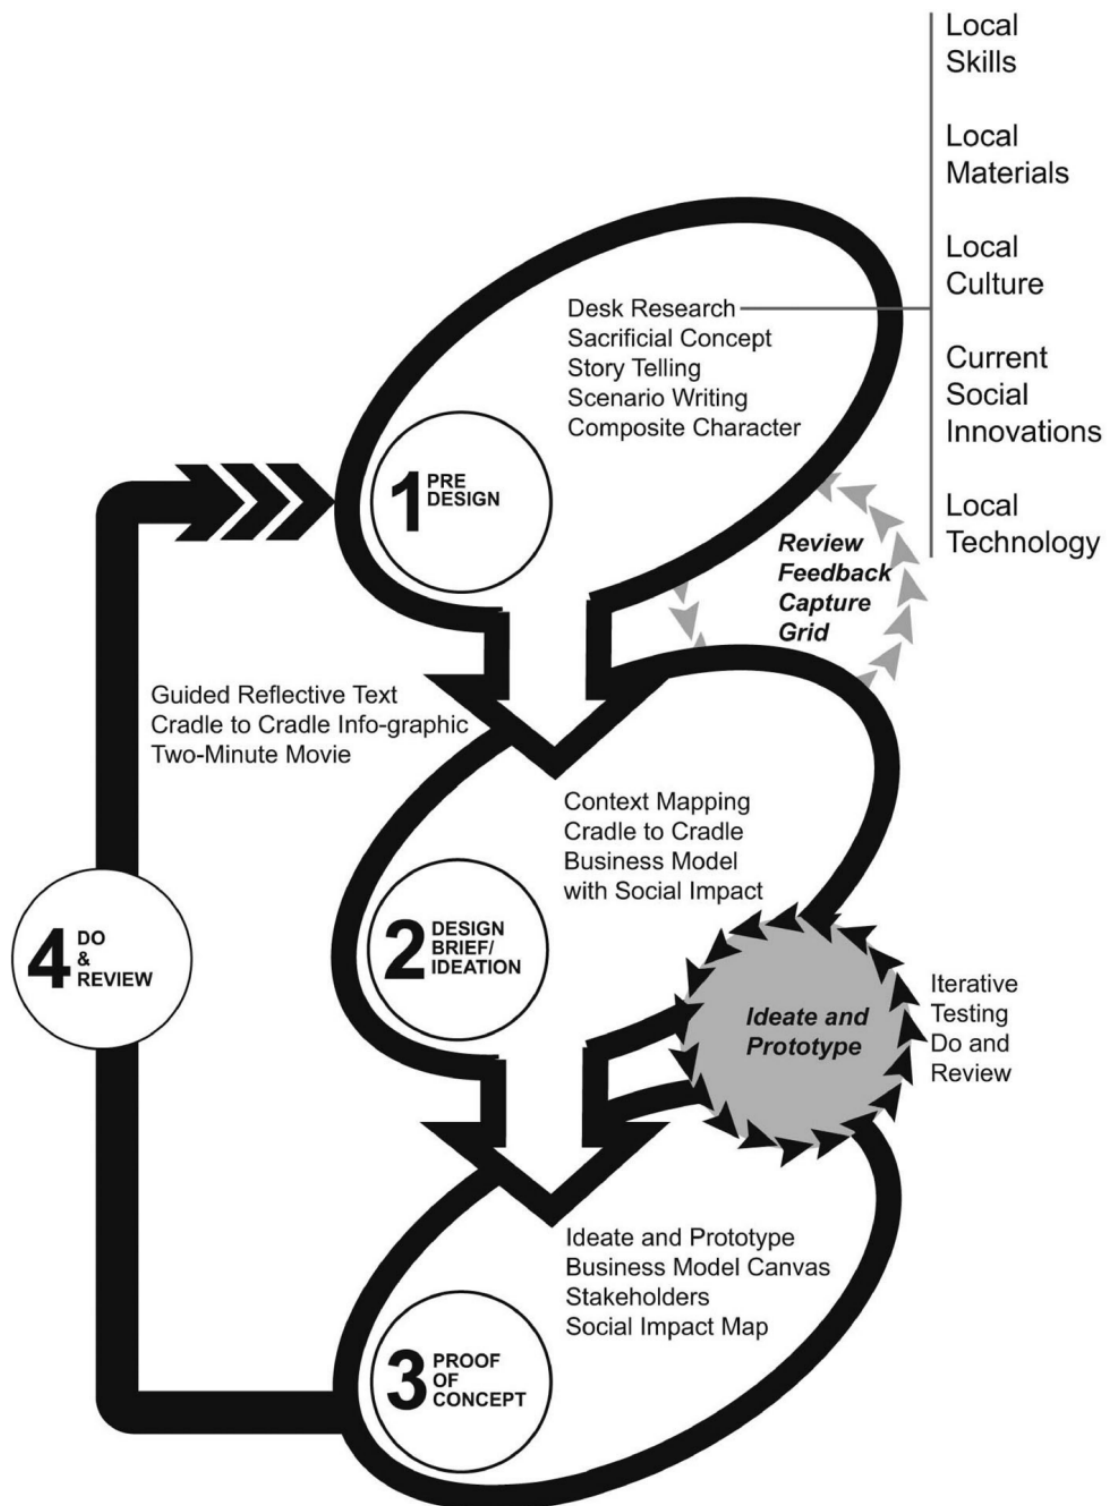 Local
Skills
Local
Materials
Local
Culture
Current
Social
Innovations
Local
Technology
Desk Research
Sacrificial Concept
Story Telling
Scenario Writing
Composite Character
1 PRE
DESIGN
Review
Feedback
Capture
Grid
Guided Reflective Text
Cradle to Cradle Info-graphic
Two-Minute Movie
Context Mapping
Cradle to Cradle
Business Model
with Social Impact
2 DESIGN
BRIEF/
IDEATION
4 DO
&
REVIEW
Ideate and
Prototype
Iterative
Testing
Do and
Review
Ideate and Prototype
Business Model Canvas
Stakeholders
Social Impact Map
3 PROOF
OF
CONCEPT